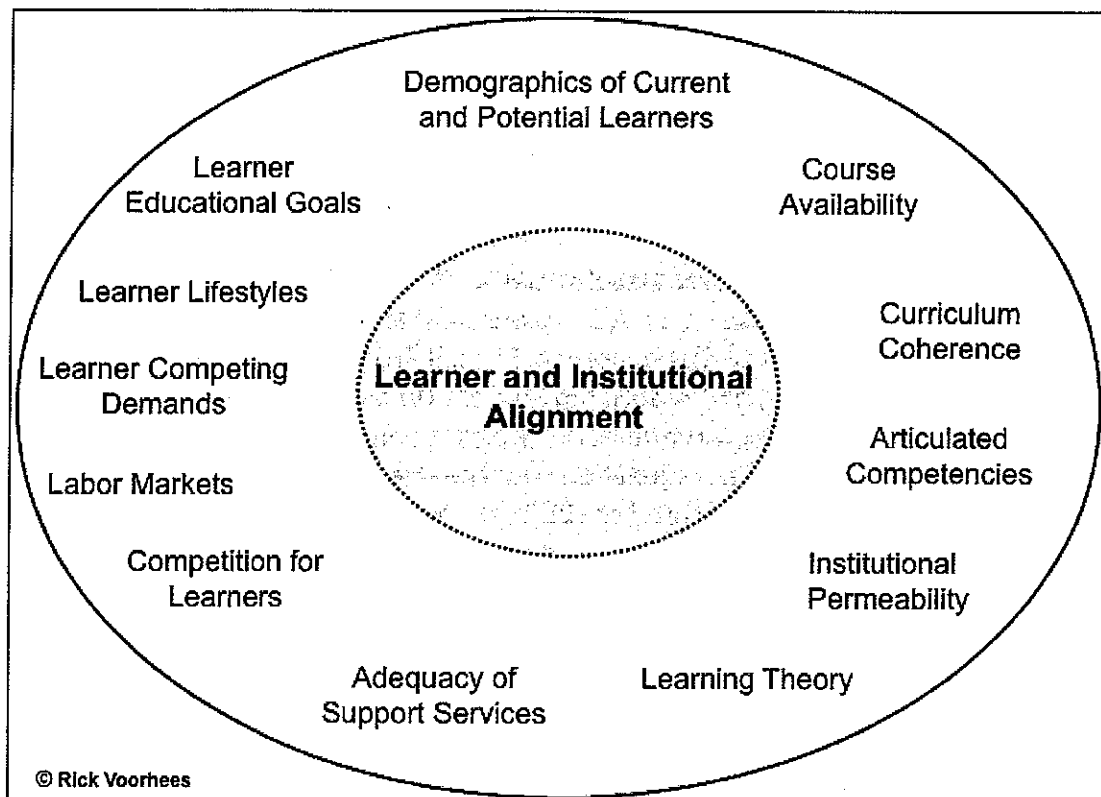 Demographics of Current
and Potential Learners
Learner
Educational Goals
Course
Availability
Learner Lifestyles
Curriculum
Coherence
Learner Competing
Demands
Learner and Institutional
Alignment
Articulated
Competencies
Labor Markets
Competition for
Learners
Institutional
Permeability
Adequacy of
Support Services
Learning Theory
© Rick Voorhees